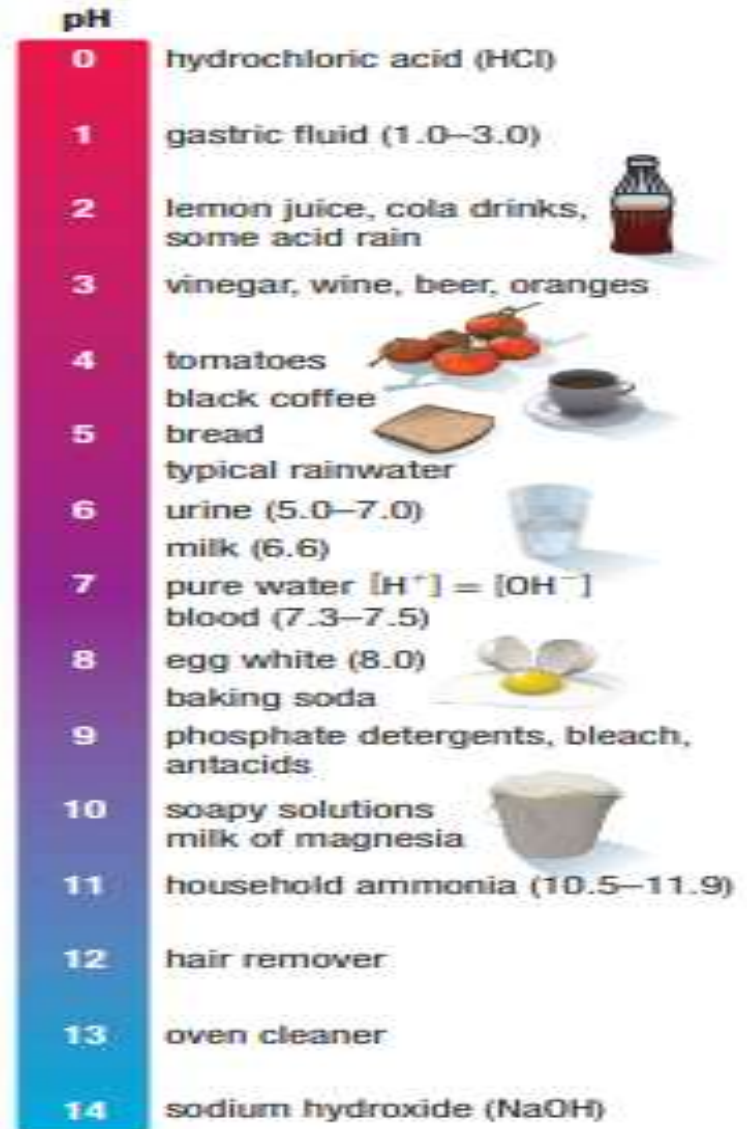 pH
0 hydrochloric acid (HCl)
1 gastric fluid (1.0–3.0)
2 lemon juice, cola drinks,
some acid rain
3 vinegar, wine, beer, oranges
4 tomatoes
black coffee
5 bread
typical rainwater
6 urine (5.0–7.0)
milk (6.6)
7 pure water [H⁺] = [OH⁻]
blood (7.3–7.5)
8 egg white (8.0)
baking soda
9 phosphate detergents, bleach,
antacids
10 soapy solutions
milk of magnesia
11 household ammonia (10.5–11.9)
12 hair remover
13 oven cleaner
14 sodium hydroxide (NaOH)